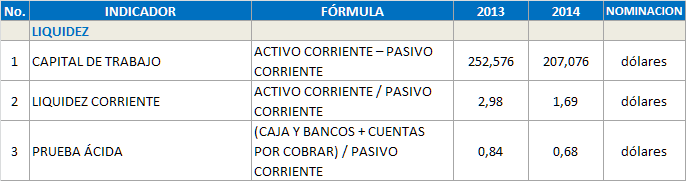 No. INDICADOR FÓRMULA 2013 2014 NOMINACION
LIQUIDEZ
1 CAPITAL DE TRABAJO ACTIVO CORRIENTE – PASIVO CORRIENTE 252,576 207,076 dólares
2 LIQUIDEZ CORRIENTE ACTIVO CORRIENTE / PASIVO CORRIENTE 2,98 1,69 dólares
3 PRUEBA ÁCIDA (CAJA Y BANCOS + CUENTAS POR COBRAR) / PASIVO CORRIENTE 0,84 0,68 dólares